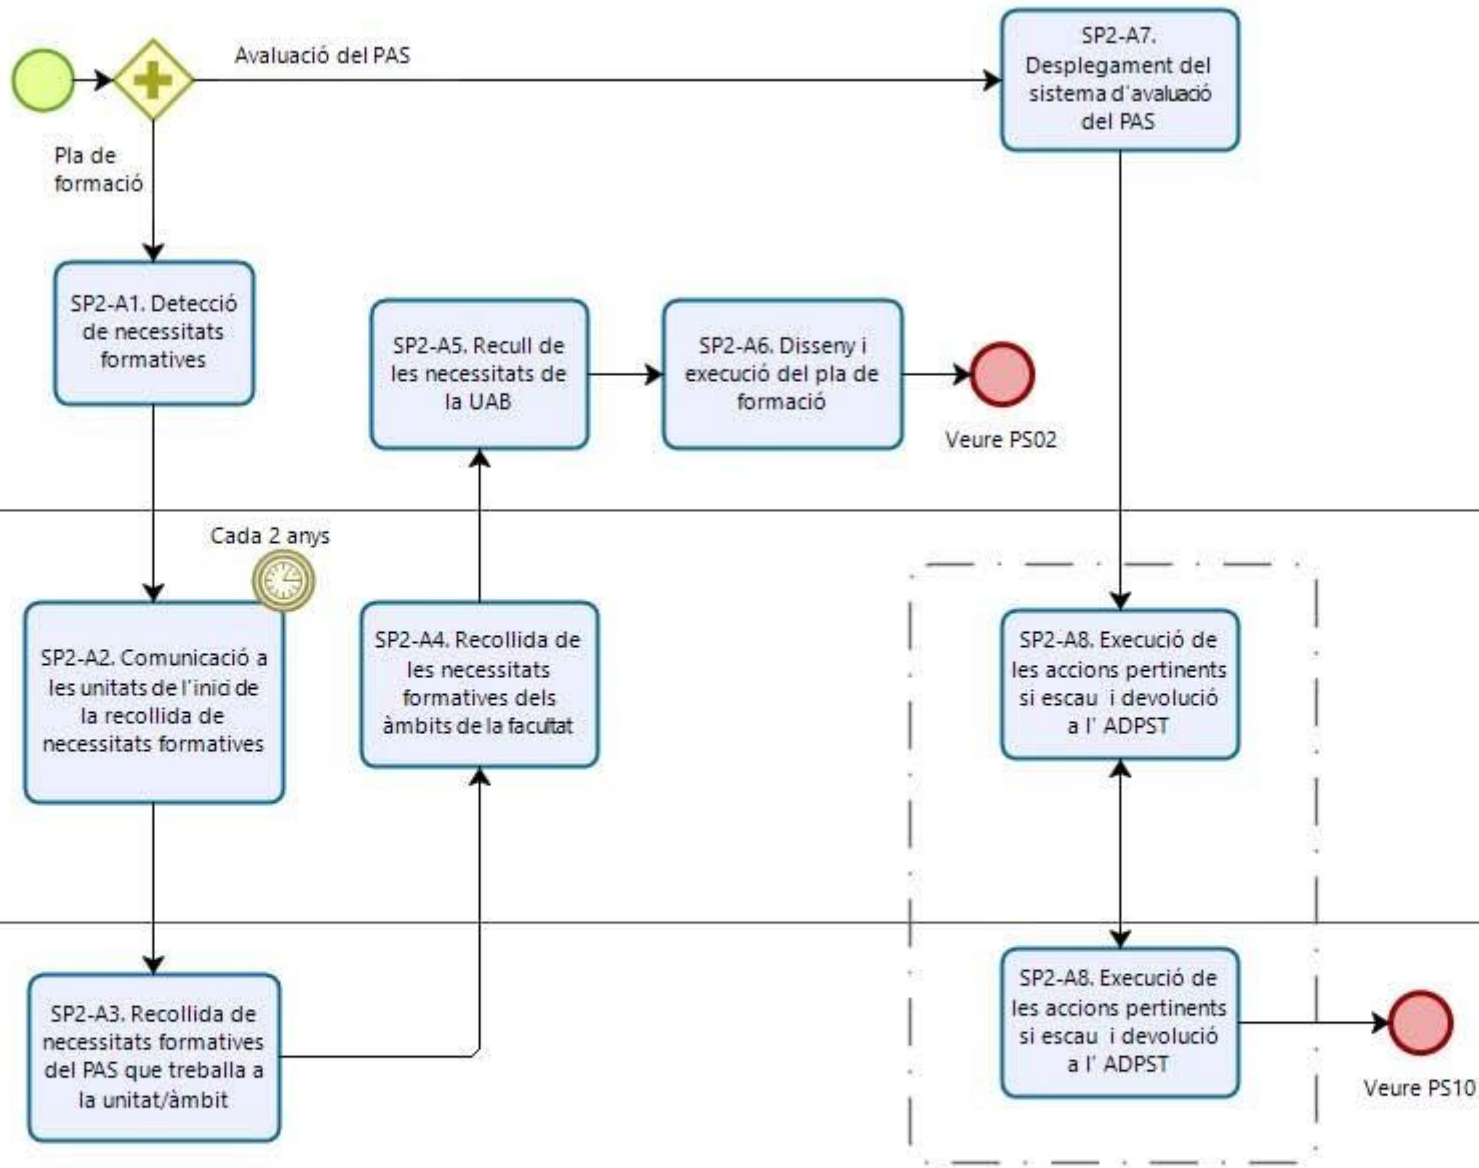 Avaluació del PAS
SP2-A7.
Desplegament del
sistema d'avaluació
del PAS
Pla de
formació
SP2-A1. Detecció
de necessitats
formatives
SP2-A5. Recull de
les necessitats de
la UAB
SP2-A6. Disseny i
execució del pla de
formació
Veure PS02
Cada 2 anys
SP2-A2. Comunicació a
les unitats de l'inici de
la recollida de
necessitats formatives
SP2-A4. Recollida de
les necessitats
formatives dels
àmbits de la facultat
SP2-A8. Execució de
les accions pertinents
si escau i devolució
a l' ADPST
SP2-A3. Recollida de
necessitats formatives
del PAS que treballa a
la unitat/àmbit
SP2-A8. Execució de
les accions pertinents
si escau i devolució
a l' ADPST
Veure PS10